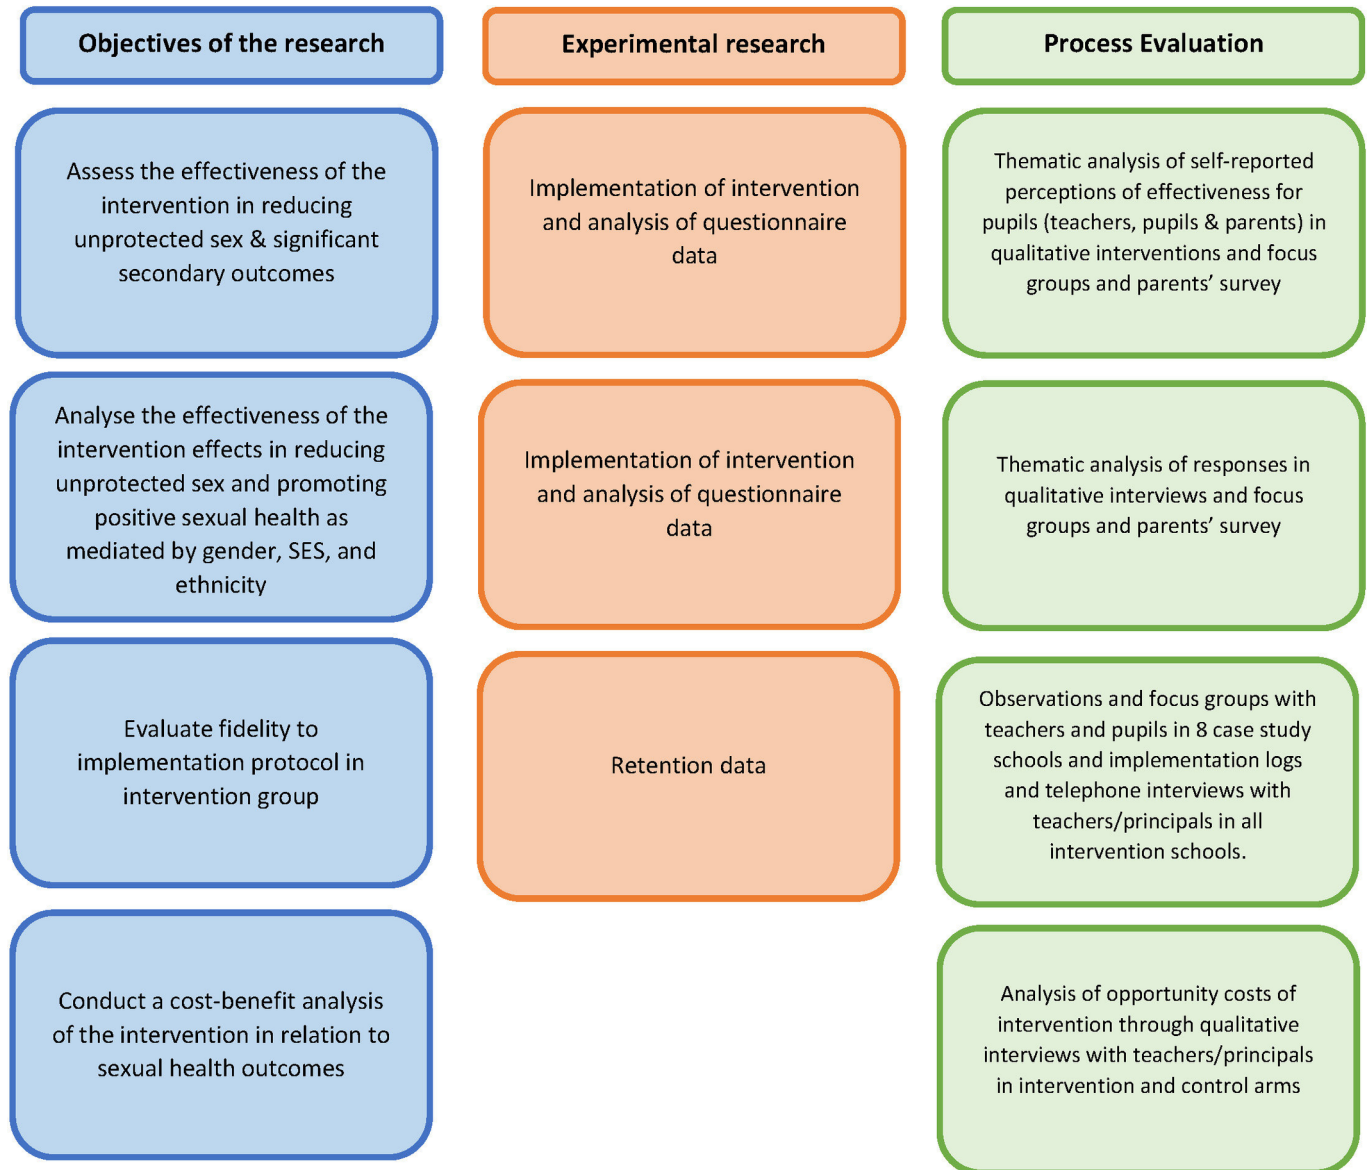 Objectives of the research
Experimental research
Process Evaluation
Assess the effectiveness of the
intervention in reducing
unprotected sex & significant
secondary outcomes
Implementation of intervention
and analysis of questionnaire
data
Thematic analysis of self-reported
perceptions of effectiveness for
pupils (teachers, pupils & parents) in
qualitative interventions and focus
groups and parents’ survey
Analyse the effectiveness of the
intervention effects in reducing
unprotected sex and promoting
positive sexual health as
mediated by gender, SES, and
ethnicity
Implementation of intervention
and analysis of questionnaire
data
Thematic analysis of responses in
qualitative interviews and focus
groups and parents’ survey
Evaluate fidelity to
implementation protocol in
intervention group
Retention data
Observations and focus groups with
teachers and pupils in 8 case study
schools and implementation logs
and telephone interviews with
teachers/principals in all
intervention schools.
Conduct a cost-benefit analysis
of the intervention in relation to
sexual health outcomes
Analysis of opportunity costs of
intervention through qualitative
interviews with teachers/principals
in intervention and control arms